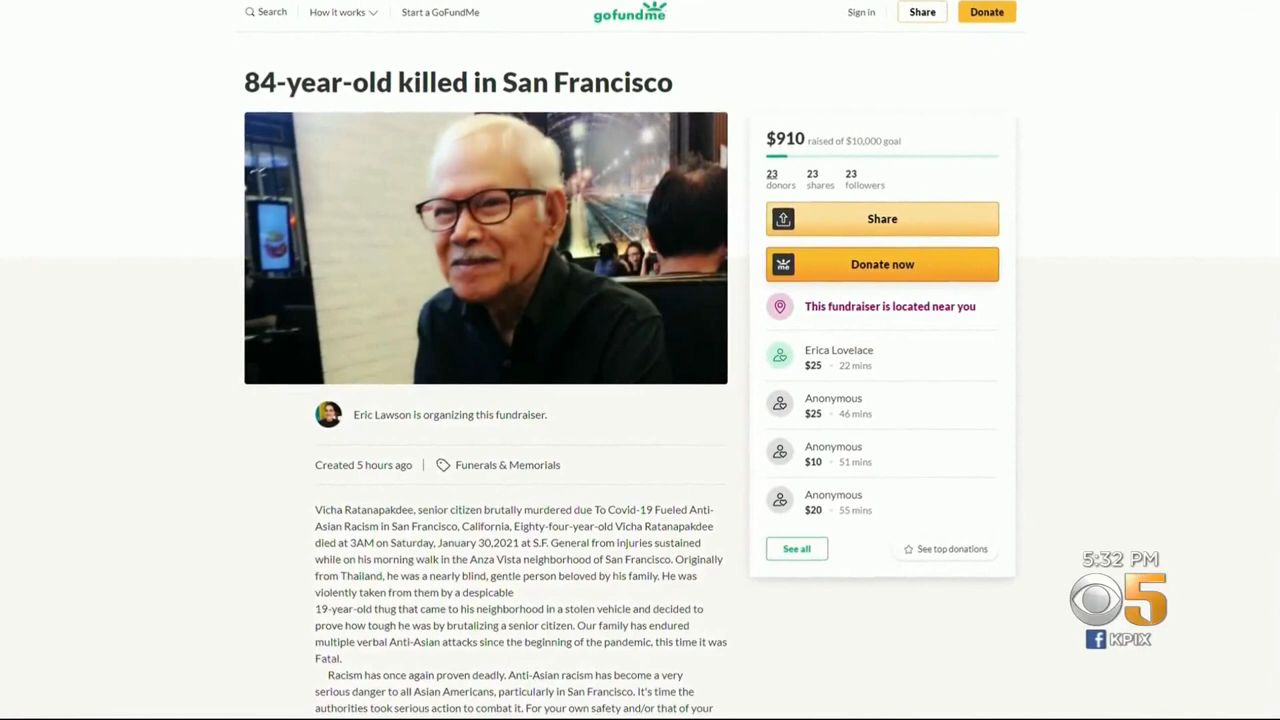 Search
How it works
Start a GoFundMe
gofundme
Sign in
Share
Donate
84-year-old killed in San Francisco
$910 raised of $10,000 goal
23 23 23
donors shares followers
Share
me Donate now
This fundraiser is located near you
Erica Lovelace
$25 • 22 mins
Anonymous
$25 • 46 mins
Anonymous
$10 • 51 mins
Anonymous
$20 • 55 mins
See all
See top donations
Eric Lawson is organizing this fundraiser.
Created 5 hours ago | Funerals & Memorials
Vicha Ratanapakdee, senior citizen brutally murdered due To Covid-19 Fueled Anti-
Asian Racism in San Francisco, California, Eighty-four-year-old Vicha Ratanapakdee
died at 3AM on Saturday, January 30,2021 at S.F. General from injuries sustained
while on his morning walk in the Anza Vista neighborhood of San Francisco. Originally
from Thailand, he was a nearly blind, gentle person beloved by his family. He was
violently taken from them by a despicable
19-year-old thug that came to his neighborhood in a stolen vehicle and decided to
prove how tough he was by brutalizing a senior citizen. Our family has endured
multiple verbal Anti-Asian attacks since the beginning of the pandemic, this time it was
Fatal.
Racism has once again proven deadly. Anti-Asian racism has become a very
serious danger to all Asian Americans, particularly in San Francisco. It's time the
authorities took serious action to combat it. For your own safety and/or that of your
5:32 PM
5
f KPIX